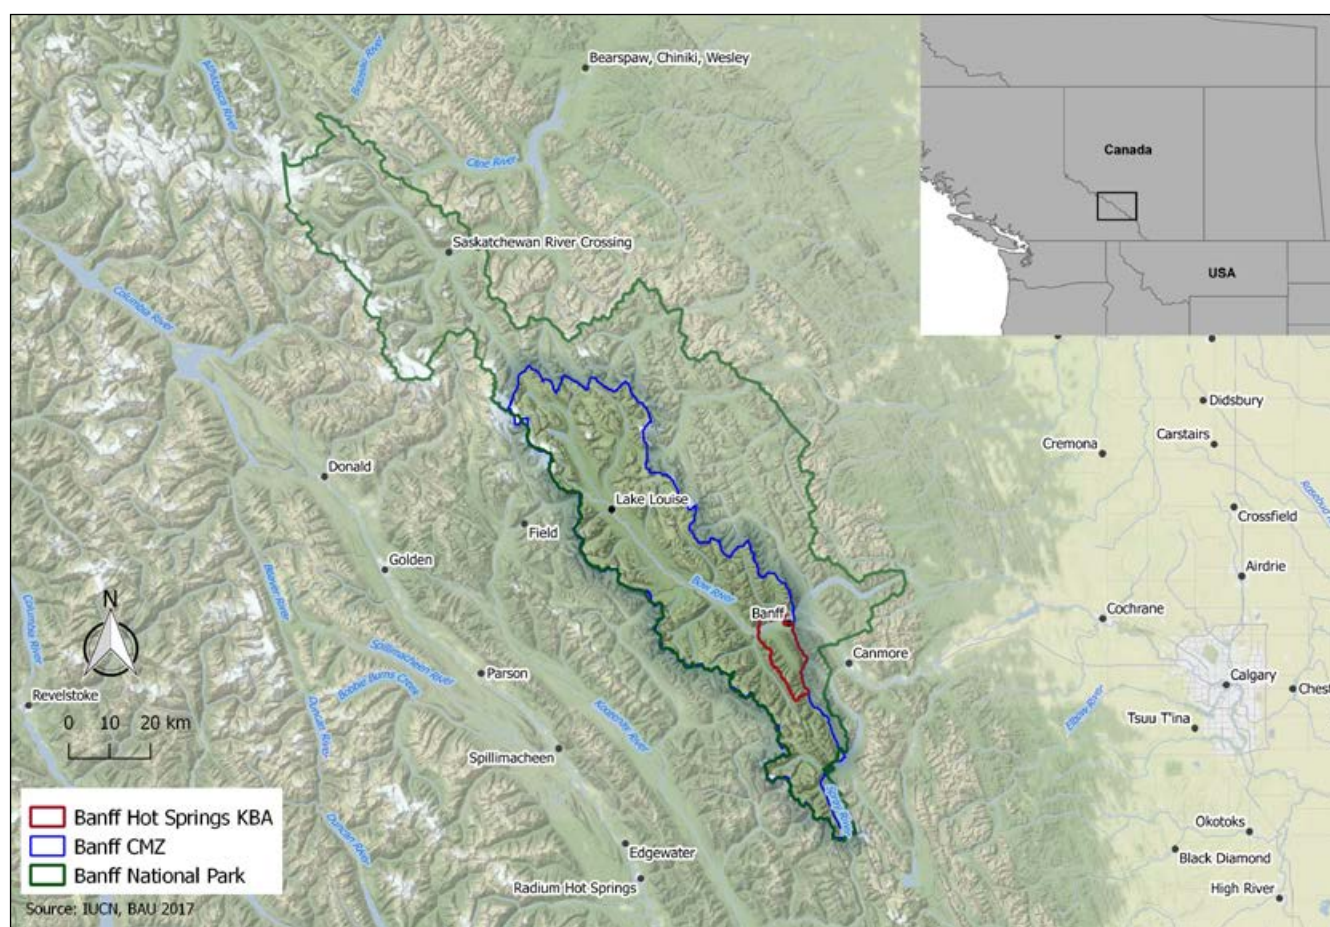 Bearspaw, Chiniki, Wesley
Brazeau River
Athabasca River
Cline River
Canada
USA
Saskatchewan River Crossing
Columbia River
Didsbury
Carstairs
Cremona
Donald
Lake Louise
Field
Crossfield
Golden
Airdrie
Bow River
Beaver River
Banff
Cochrane
Columbia River
N
Canmore
Spillimacheen River
Parson
Calgary
Bobbie Burns Creek
Revelstoke
Duncan River
Kootenay River
Elbow River
Tsuu T'ina
0 10 20 km
Spillimacheen
Spray River
Banff Hot Springs KBA
Banff CMZ
Banff National Park
Duncan River
Edgewater
Radium Hot Springs
Okotoks
Black Diamond
High River
Source: IUCN, BAU 2017